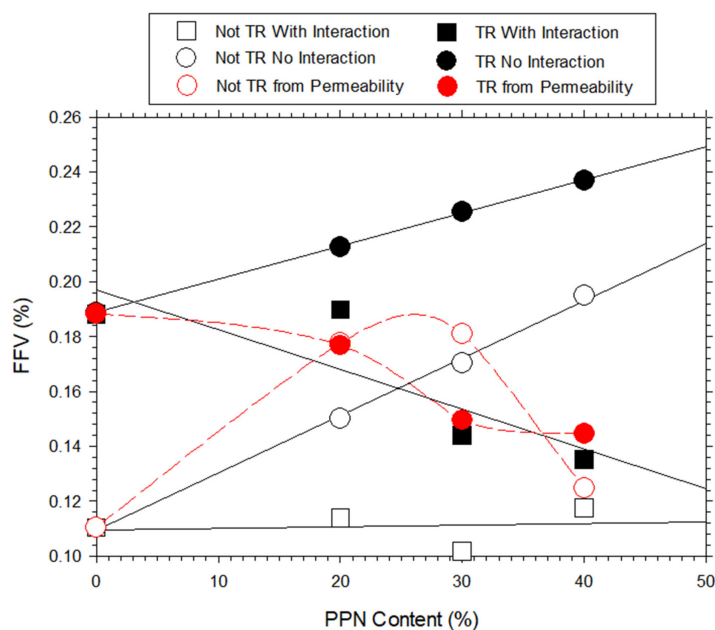 Not TR With Interaction TR With Interaction
Not TR No Interaction TR No Interaction
Not TR from Permeability TR from Permeability
0.26
0.24
0.22
0.20
0.18
0.16
0.14
0.12
0.10
FFV (%)
0 20 30 40 50
PPN Content (%)